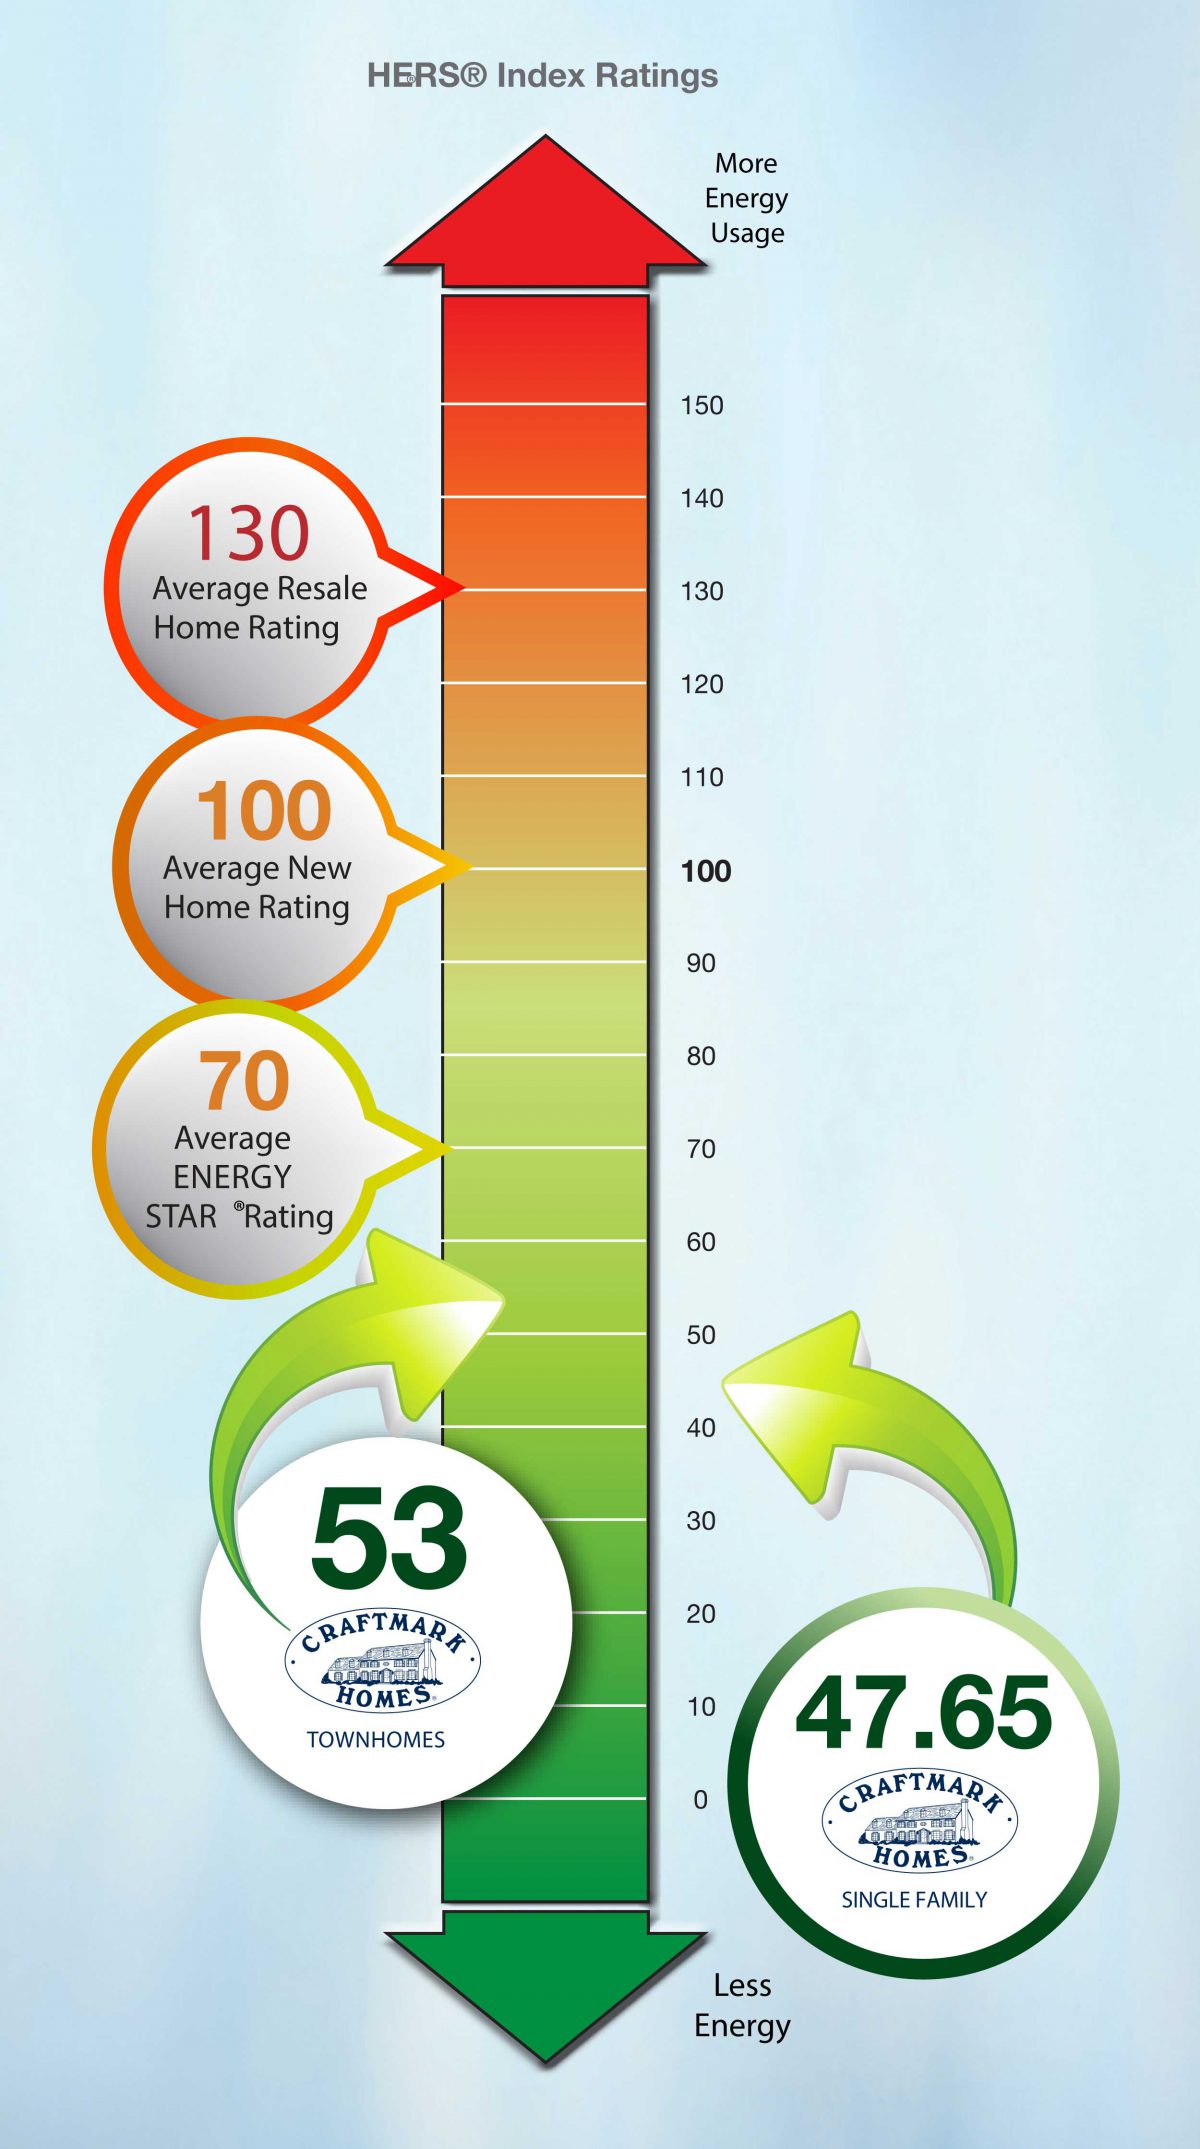 HERS® Index Ratings
More
Energy
Usage
150
140
130
120
110
100
90
80
70
60
50
40
30
20
10
0
130
Average Resale
Home Rating
100
Average New
Home Rating
70
Average
ENERGY
STAR ®Rating
53
CRAFTMARK
HOMES®
TOWNHOMES
47.65
CRAFTMARK
HOMES®
SINGLE FAMILY
Less
Energy